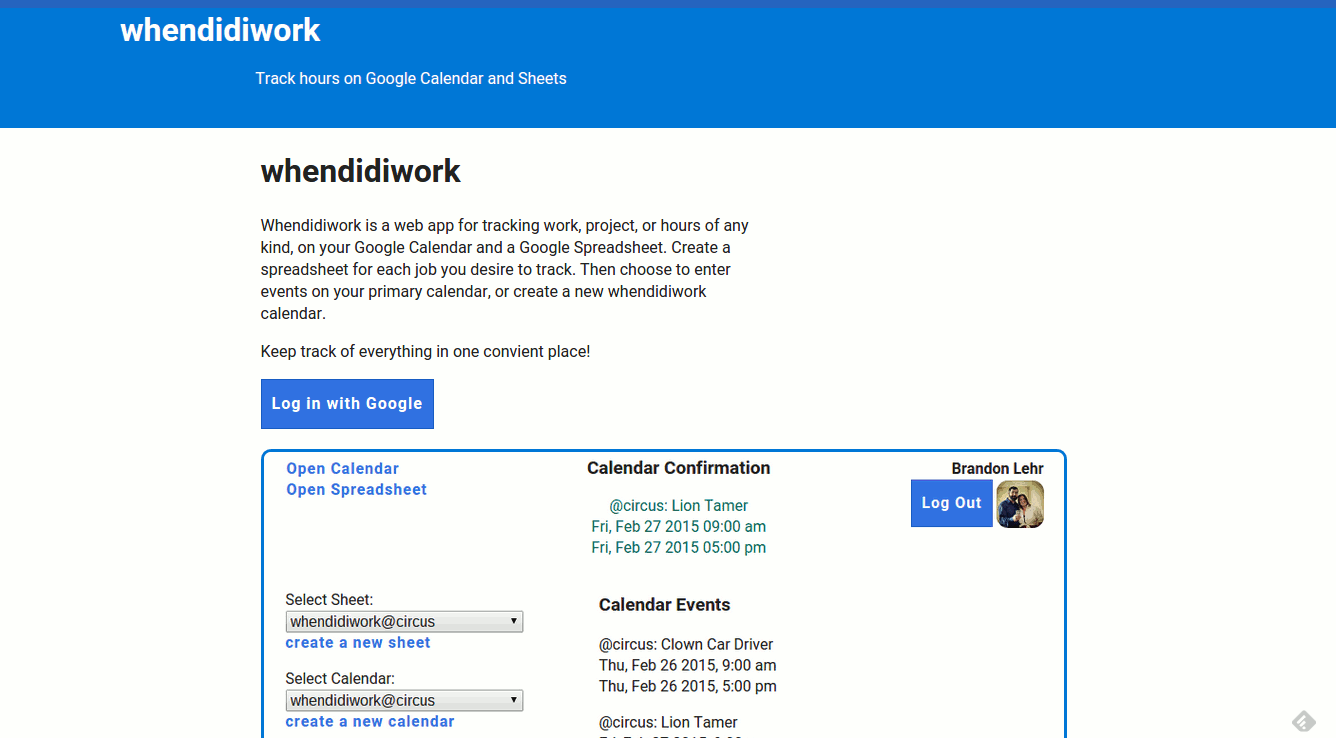 whendidiwork
Track hours on Google Calendar and Sheets
whendidiwork
Whendidiwork is a web app for tracking work, project, or hours of any
kind, on your Google Calendar and a Google Spreadsheet. Create a
spreadsheet for each job you desire to track. Then choose to enter
events on your primary calendar, or create a new whendidiwork
calendar.
Keep track of everything in one convient place!
Log in with Google
Open Calendar
Open Spreadsheet
Calendar Confirmation
@circus: Lion Tamer
Fri, Feb 27 2015 09:00 am
Fri, Feb 27 2015 05:00 pm
Brandon Lehr
Log Out
Select Sheet:
whendidiwork@circus
create a new sheet
Select Calendar:
whendidiwork@circus
create a new calendar
Calendar Events
@circus: Clown Car Driver
Thu, Feb 26 2015, 9:00 am
Thu, Feb 26 2015, 5:00 pm
@circus: Lion Tamer